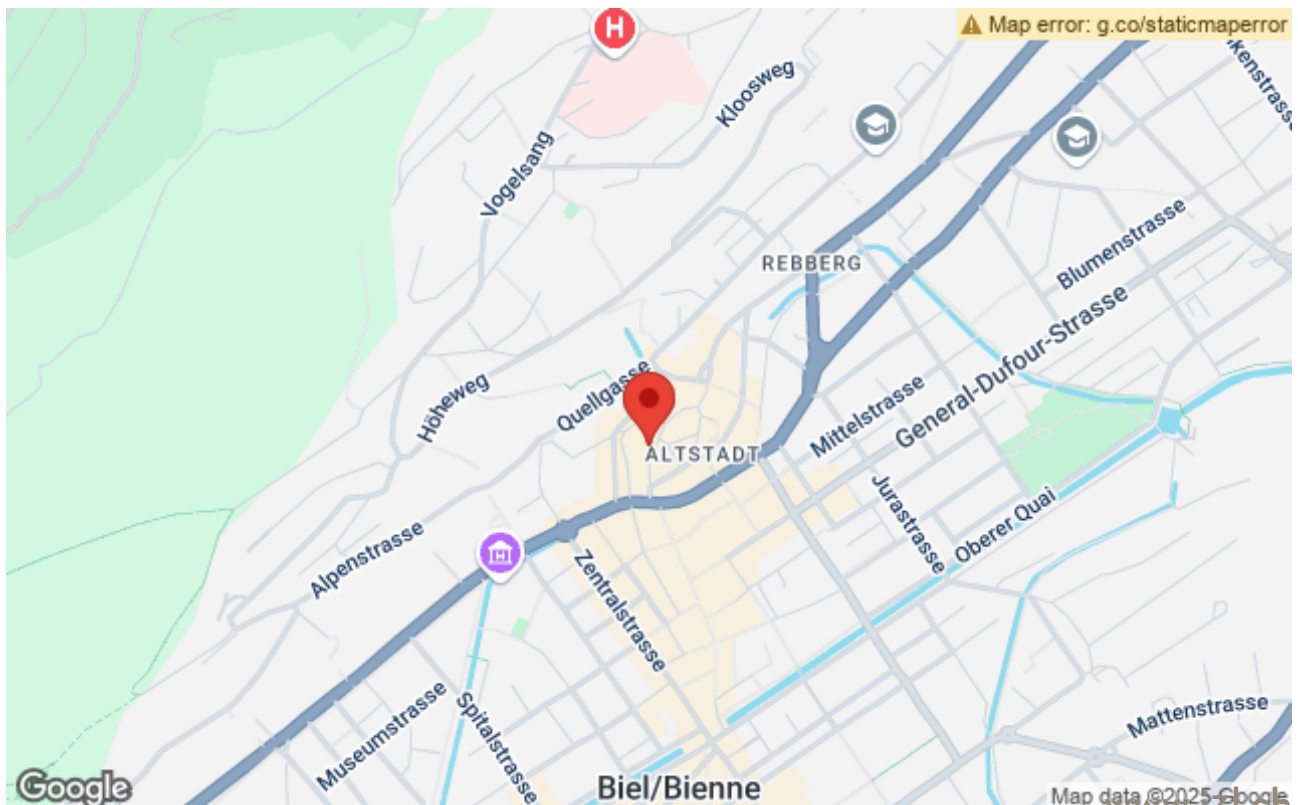 Map error: g.co/staticmaperror
H
Kloosweg
Vogelsang
REBBERG
Blumenstrasse
Quellgasse
Höheweg
General-Dufour-Strasse
Mittelstrasse
ALTSTADT
Jurastrasse
Oberer Quai
Alpenstrasse
Zentralstrasse
Museumstrasse
Spitalstrasse
Mattenstrasse
Biel/Bienne
Google
Map data ©2025 Google